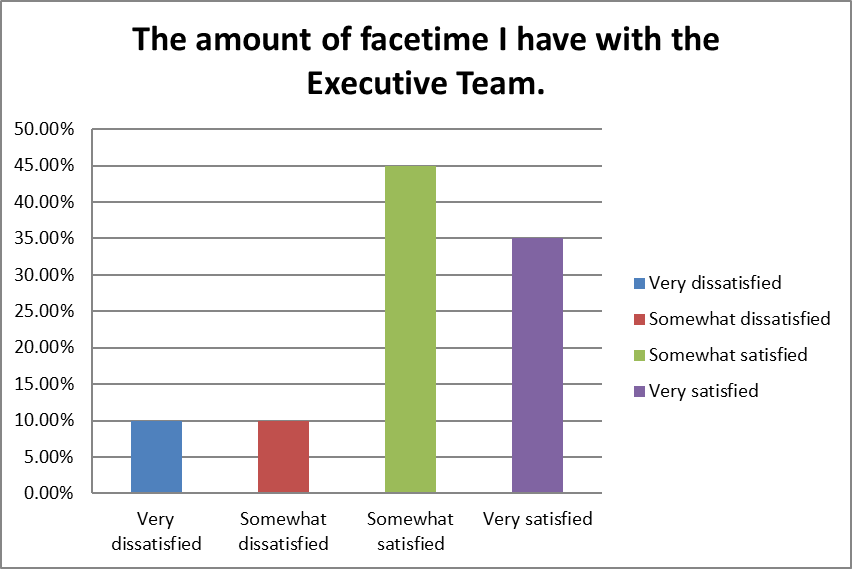 The amount of facetime I have with the
Executive Team.
50.00%
45.00%
40.00%
35.00%
30.00%
25.00%
20.00%
15.00%
10.00%
5.00%
0.00%
Very
dissatisfied
Somewhat
dissatisfied
Somewhat
satisfied
Very satisfied
Very dissatisfied
Somewhat dissatisfied
Somewhat satisfied
Very satisfied